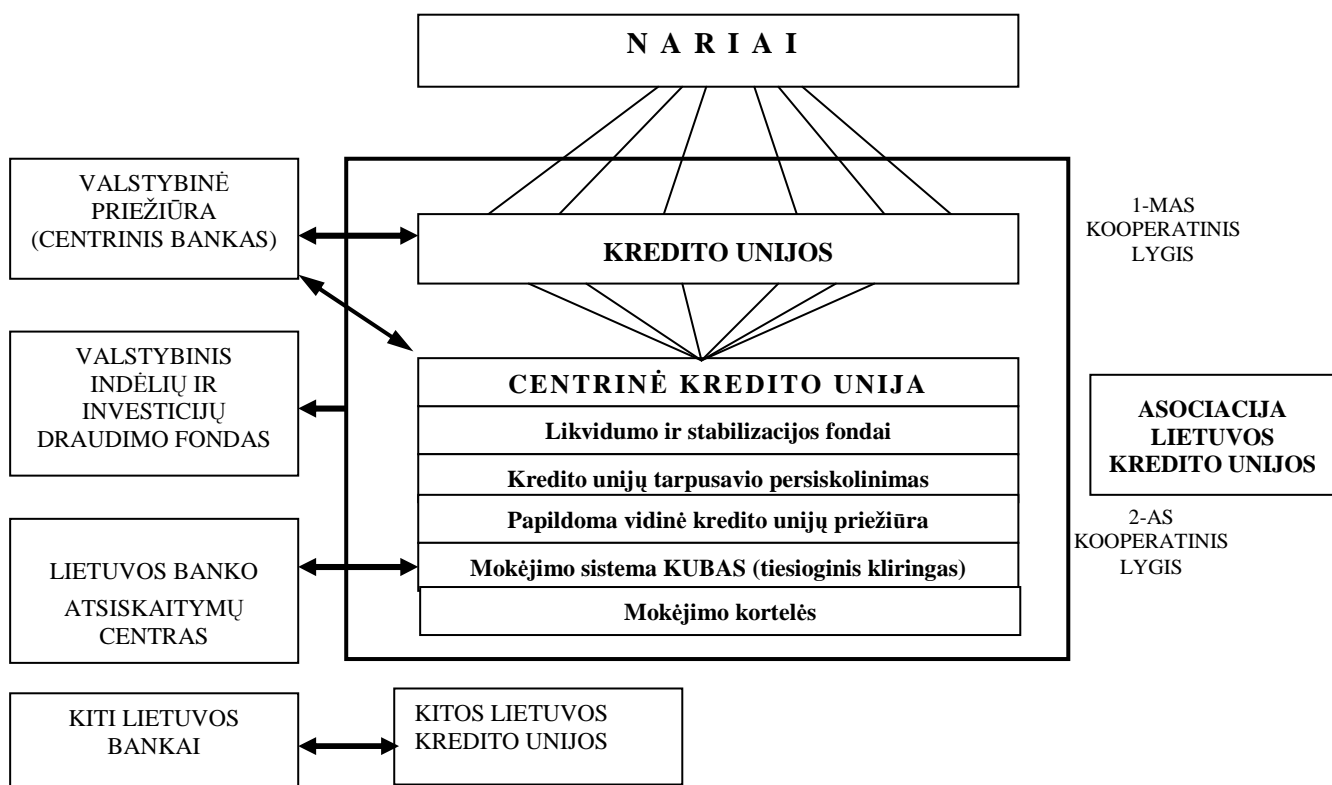 N A R I A I
VALSTYBINĖ
PRIEŽIŪRA
(CENTRINIS BANKAS)
KREDITO UNIJOS
1-MAS
KOOPERATINIS
LYGIS
VALSTYBINIS
INDĖLIŲ IR
INVESTICIJŲ
DRAUDIMO FONDAS
CENTRINĖ KREDITO UNIJA
Likvidumo ir stabilizacijos fondai
Kredito unijų tarpusavio persiskolinimas
Papildoma vidinė kredito unijų priežiūra
Mokėjimo sistema KUBAS (tiesioginis kliringas)
Mokėjimo kortelės
ASOCIACIJA
LIETUVOS
KREDITO UNIJOS
2-AS
KOOPERATINIS
LYGIS
LIETUVOS BANKO
ATSISKAITYMŲ
CENTRAS
KITI LIETUVOS
BANKAI
KITOS LIETUVOS
KREDITO UNIJOS